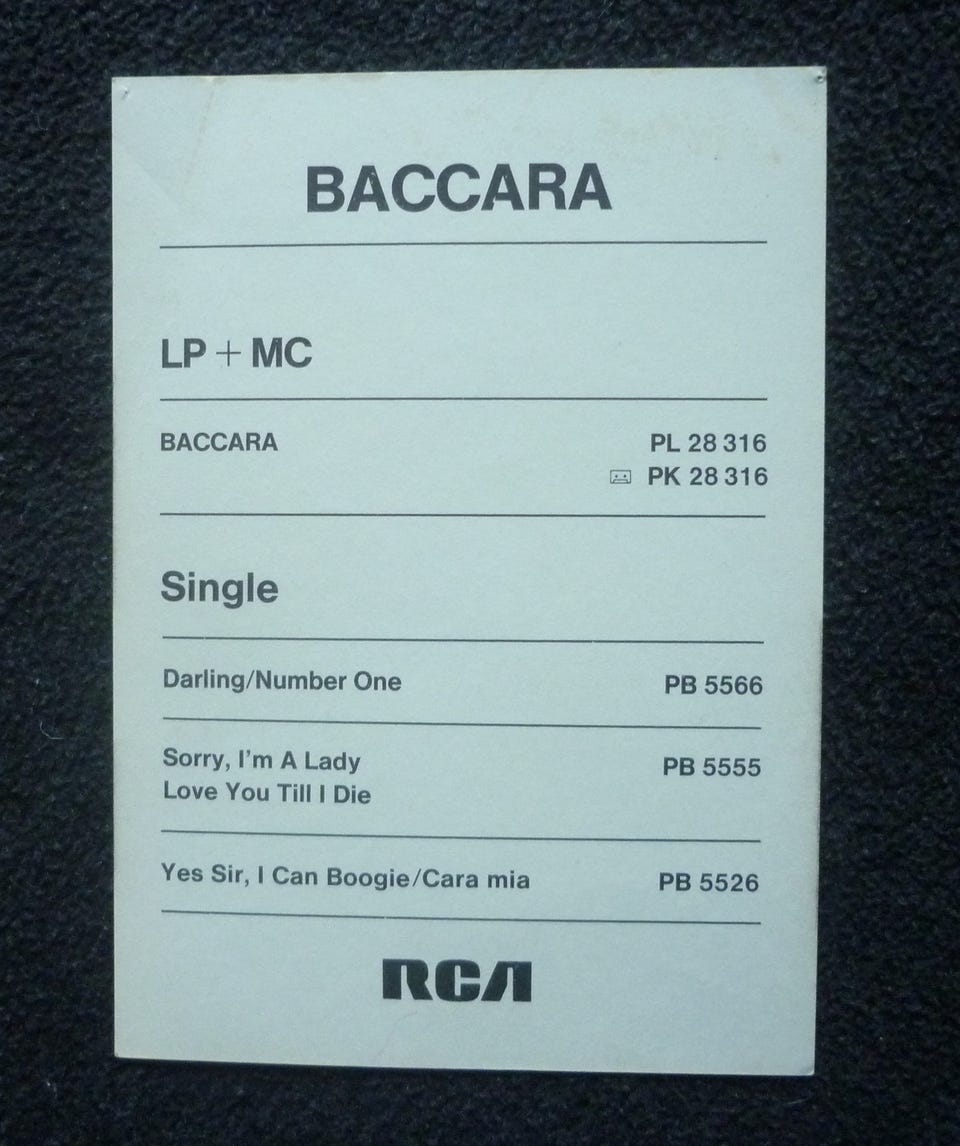 BACCARA
LP + MC
BACCARA PL 28 316
PK 28 316
Single
Darling/Number One PB 5566
Sorry, I'm A Lady PB 5555
Love You Till I Die
Yes Sir, I Can Boogie/Cara mia PB 5526
RCA